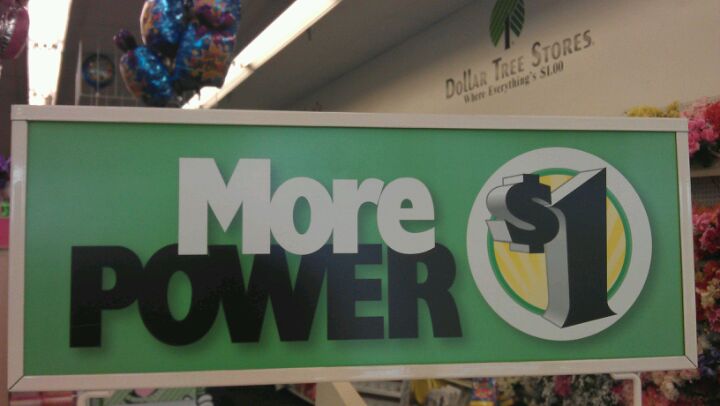 DOLLAR TREE STORES
Where Everything's $1.00
More
POWER
$1